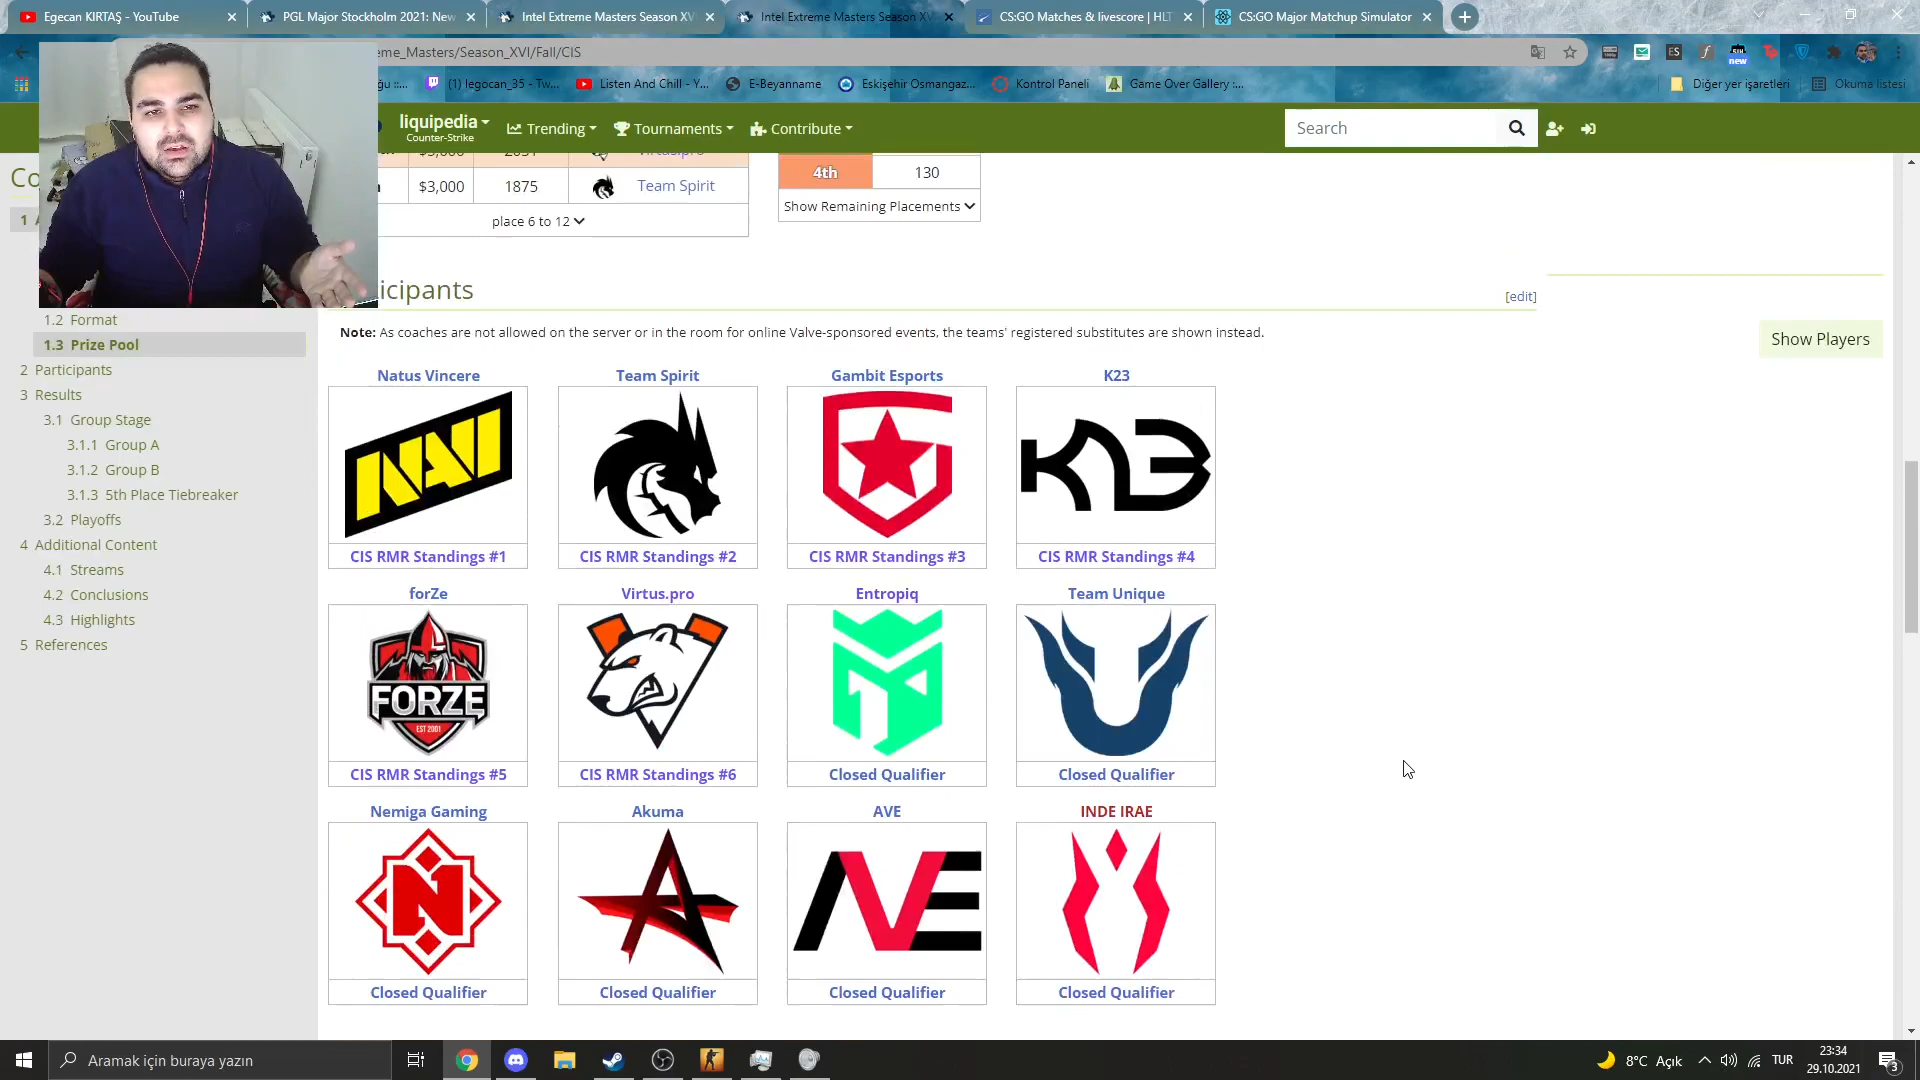 Egecan KIRTAŞ - YouTube
PGL Major Stockholm 2021: New
Intel Extreme Masters Season XV
Intel Extreme Masters Season XV
CS:GO Matches & livescore | HLT
CS:GO Major Matchup Simulator
eme_Masters/Season_XVI/Fall/CIS
ğu ::...
(1) legocan_35 - Tw...
Listen And Chill - Y...
E-Beyanname
Eskişehir Osmangaz...
Kontrol Paneli
Game Over Gallery :...
Diğer yer işaretleri
Okuma listesi
new
liquipedia
Counter-Strike
Trending
Tournaments
Contribute
Search
Co
$3,000 1875 Team Spirit
place 6 to 12
4th 130
Show Remaining Placements
1
1.2 Format
1.3 Prize Pool
2 Participants
3 Results
3.1 Group Stage
3.1.1 Group A
3.1.2 Group B
3.1.3 5th Place Tiebreaker
3.2 Playoffs
4 Additional Content
4.1 Streams
4.2 Conclusions
4.3 Highlights
5 References
icipants
[edit]
Note: As coaches are not allowed on the server or in the room for online Valve-sponsored events, the teams' registered substitutes are shown instead.
Show Players
Natus Vincere Team Spirit Gambit Esports K23
NAVI
K23
CIS RMR Standings #1 CIS RMR Standings #2 CIS RMR Standings #3 CIS RMR Standings #4
forZe Virtus.pro Entropiq Team Unique
FORZE
EST 2001
CIS RMR Standings #5 CIS RMR Standings #6 Closed Qualifier Closed Qualifier
Nemiga Gaming Akuma AVE INDE IRAE
N
A
AVE
Closed Qualifier Closed Qualifier Closed Qualifier Closed Qualifier
Aramak için buraya yazın
8°C Açık
TUR
23:34
29.10.2021
3